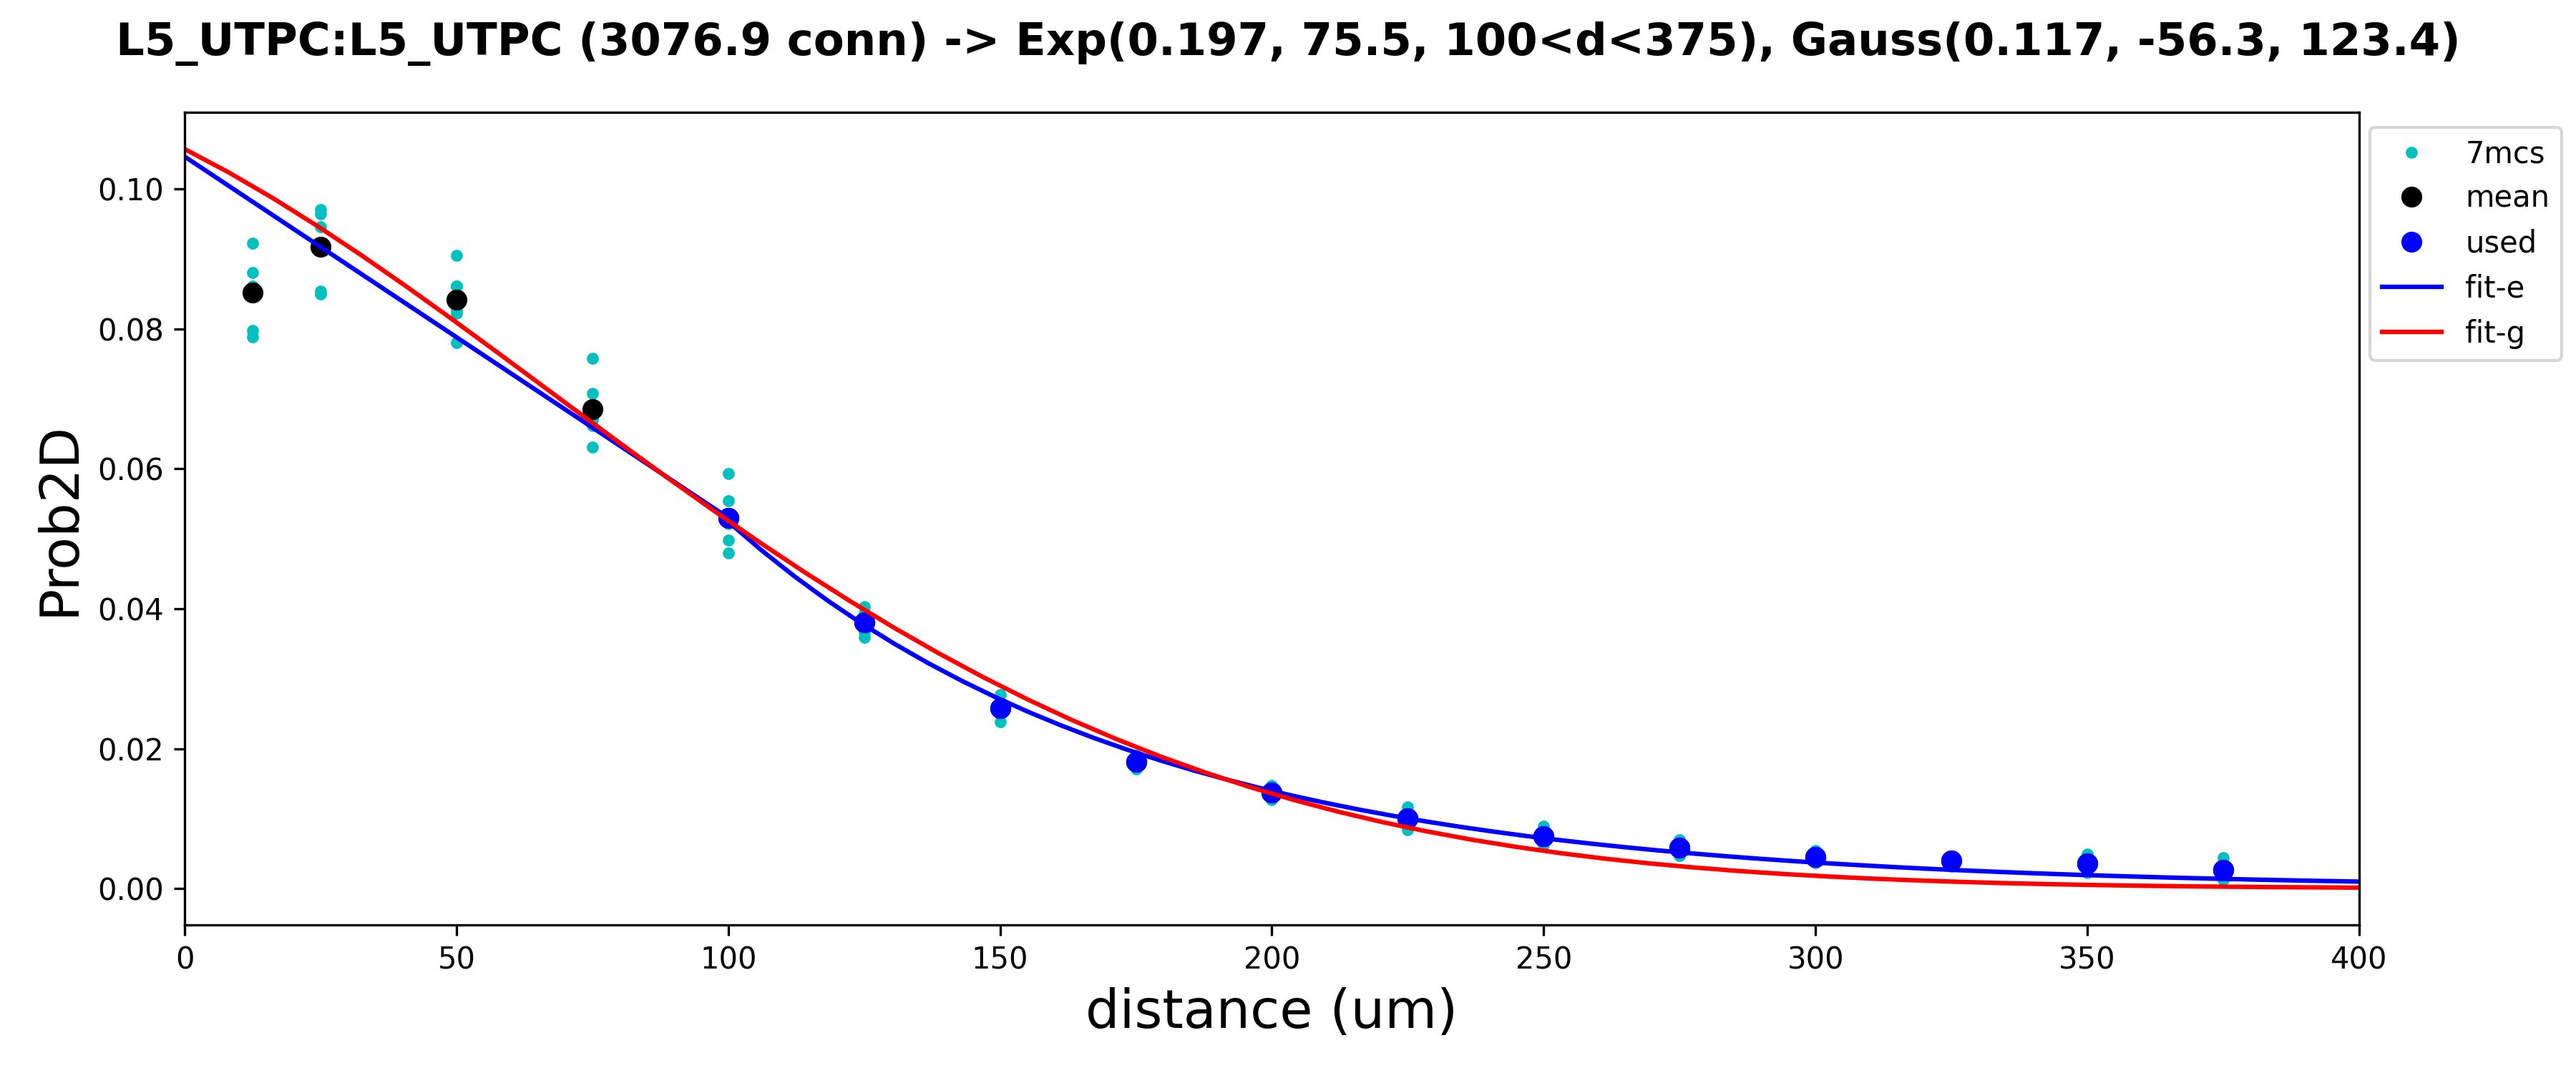 L5_UTPC:L5_UTPC (3076.9 conn) -> Exp(0.197, 75.5, 100<d<375), Gauss(0.117, -56.3, 123.4)
7mcs
mean
used
fit-e
fit-g
Prob2D
0.10
0.08
0.06
0.04
0.02
0.00
0 50 100 150 200 250 300 350 400
distance (um)